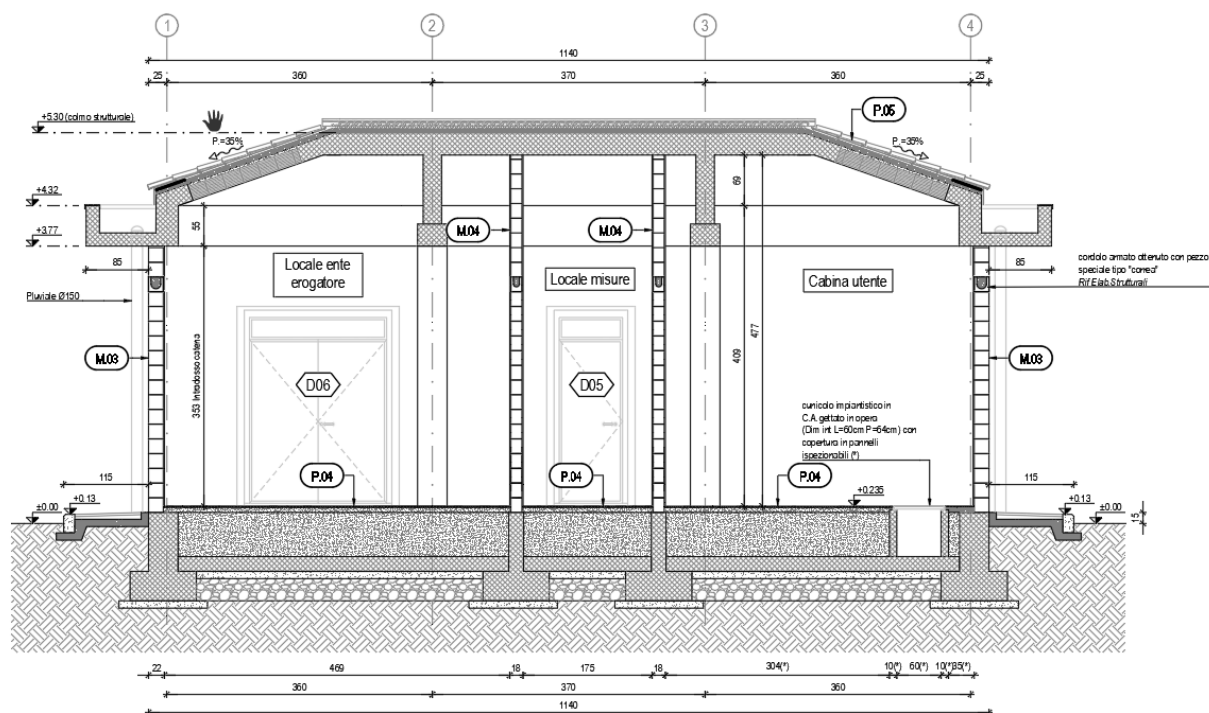 1
2
3
4
1140
25
360
370
360
25
+5.30 (colmo strutturale)
P.05
P.=35%
P.=35%
+4.32
69
55
M.04
M.04
+3.77
85
Locale ente
erogatore
Locale misure
Cabina utente
85
cordolo armato ottenuto con pezzo
speciale tipo "correa"
Rif Elab.Strutturali
Pluviale Ø150
477
409
M.03
M.03
353 Introdosso catena
D06
D05
cunicolo impiantistico in
C.A. gettato in opera
(Dim int L=60cm P=64cm) con
copertura in pannelli
ispezionabili (*)
115
P.04
P.04
P.04
115
+0.13
+0.235
+0.13
±0.00
±0.00
15
22
469
18
175
18
304(*)
10(*)
60(*)
10(*)
35(*)
360
370
360
1140